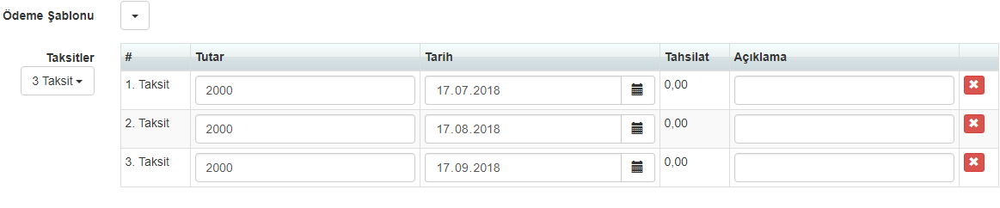 Ödeme Şablonu
Taksitler
3 Taksit
# Tutar Tarih Tahsilat Açıklama
1. Taksit 2000 17.07.2018 0,00
2. Taksit 2000 17.08.2018 0,00
3. Taksit 2000 17.09.2018 0,00